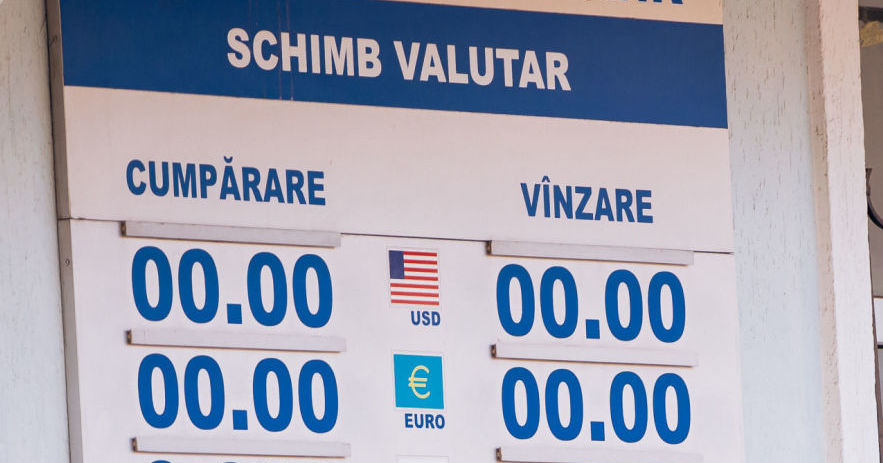 SCHIMB VALUTAR
CUMPĂRARE VÎNZARE
00.00 USD 00.00
00.00 € EURO 00.00